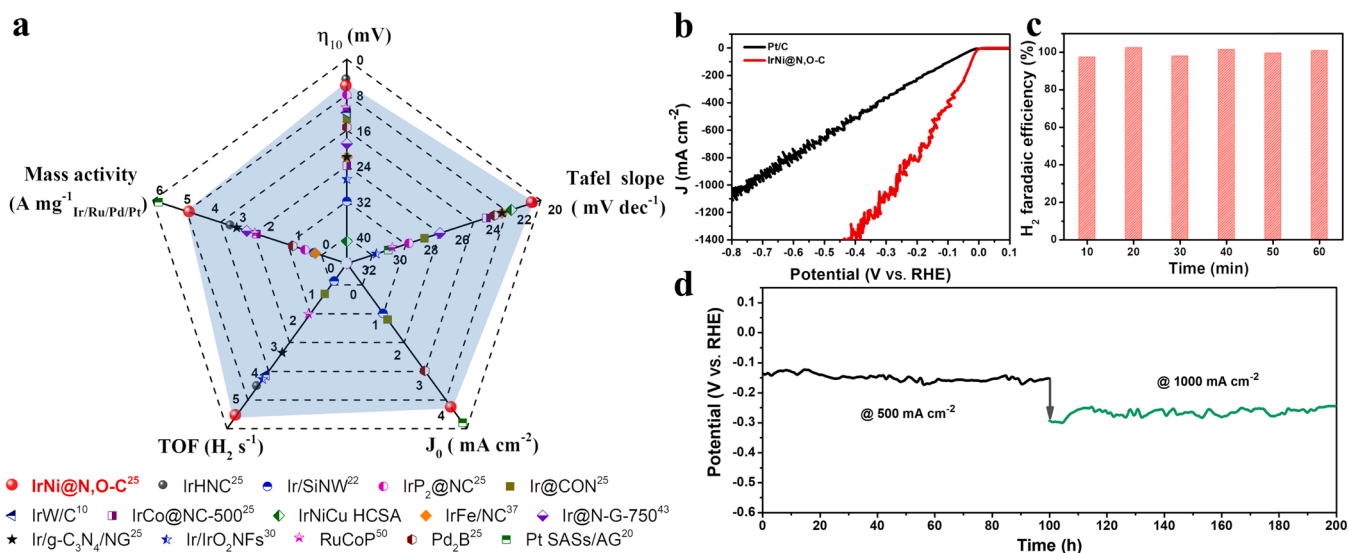 a
η10 (mV)
0
8
16
24
32
40
Tafel slope
( mV dec-1)
20
22
24
26
28
30
32
J0 ( mA cm-2)
0
1
2
3
4
TOF (H2 s-1)
0
1
2
3
4
5
Mass activity
(A mg-1Ir/Ru/Pd/Pt)
6
5
4
3
2
1
0
IrNi@N,O-C25 IrHNC25 Ir/SiNW22 IrP2@NC25 Ir@CON25
IrW/C10 IrCo@NC-50025 IrNiCu HCSA IrFe/NC37 Ir@N-G-75043
Ir/g-C3N4/NG25 Ir/IrO2NFs30 RuCoP50 Pd2B25 Pt SASs/AG20
b
Pt/C
IrNi@N,O-C
J (mA cm-2)
0
-200
-400
-600
-800
-1000
-1200
-1400
-0.8 -0.7 -0.6 -0.5 -0.4 -0.3 -0.2 -0.1 0.0 0.1
Potential (V vs. RHE)
c
H2 faradaic efficiency (%)
100
80
60
40
20
0
10 20 30 40 50 60
Time (min)
d
Potential (V vs. RHE)
0.1
0.0
-0.1
-0.2
-0.3
-0.4
-0.5
-0.6
@ 500 mA cm-2
@ 1000 mA cm-2
0 20 40 60 80 100 120 140 160 180 200
Time (h)